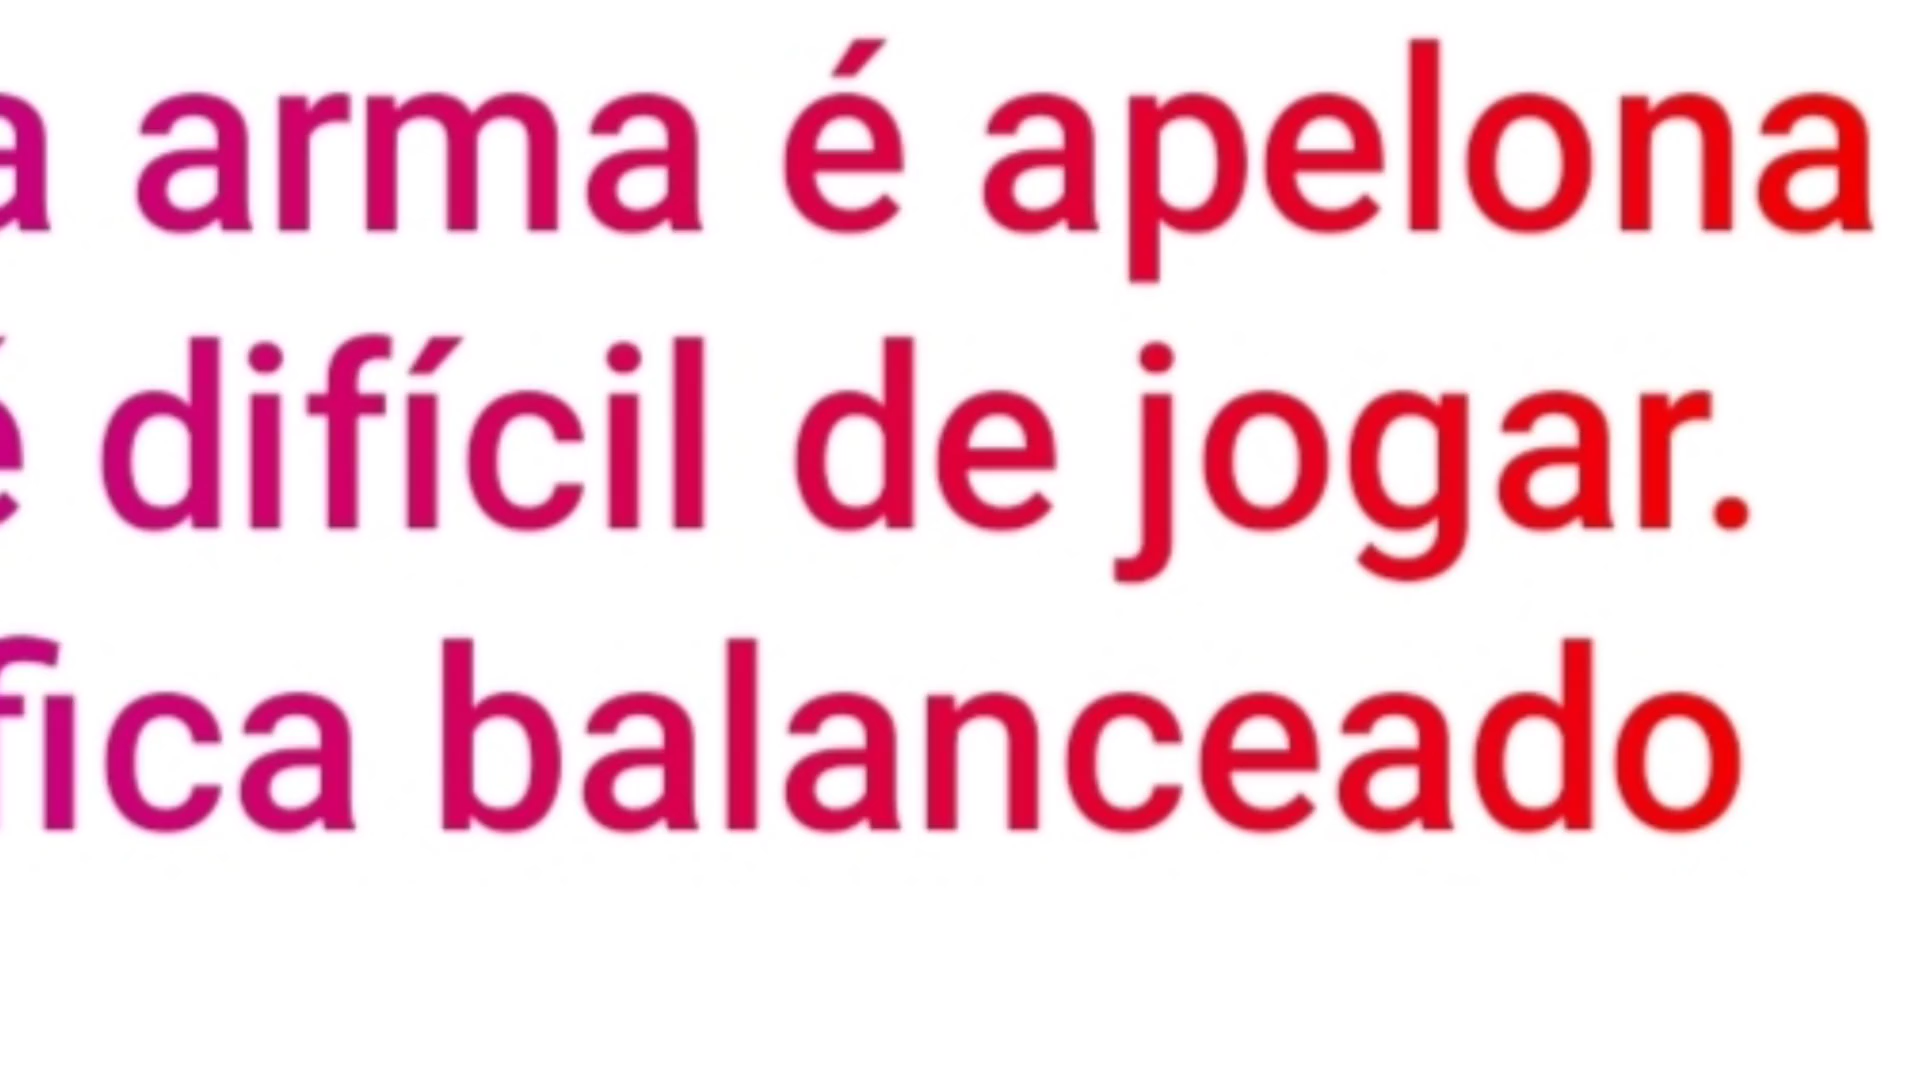 a arma é apelona
é difícil de jogar.
fica balanceado